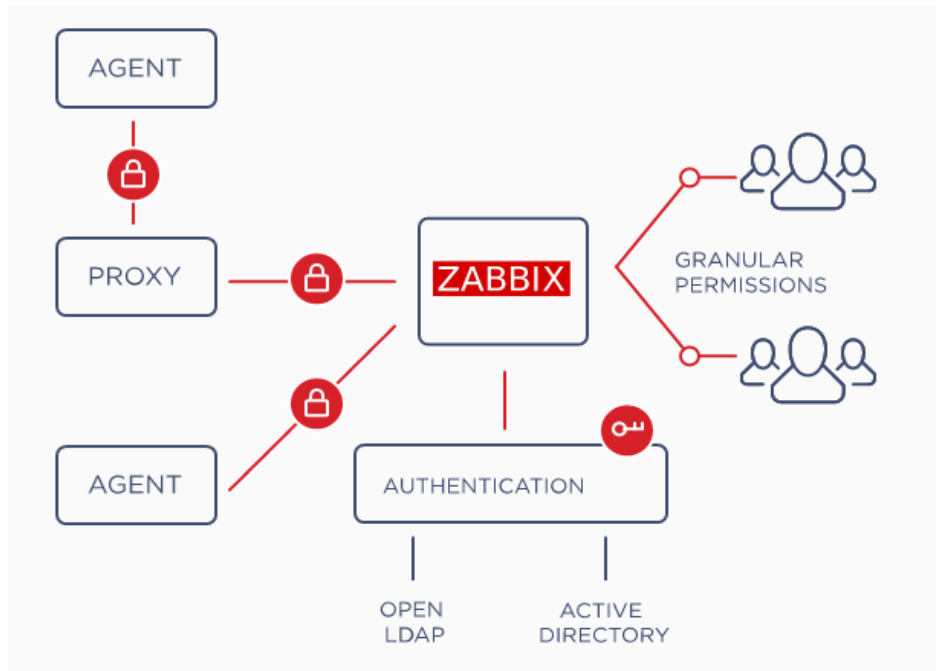 AGENT
PROXY
AGENT
ZABBIX
GRANULAR
PERMISSIONS
AUTHENTICATION
OPEN
LDAP
ACTIVE
DIRECTORY